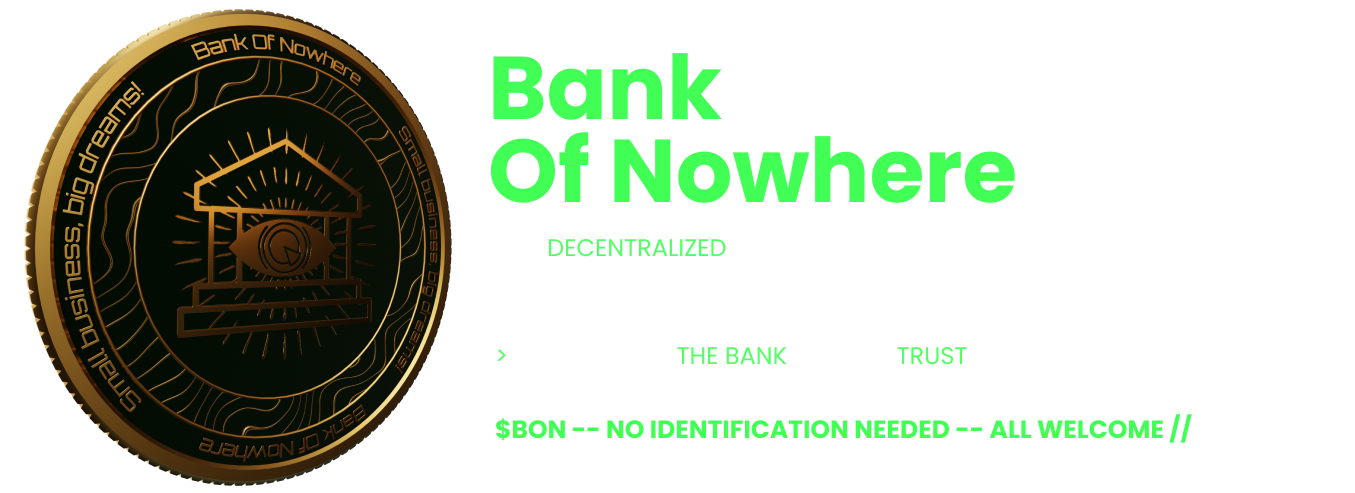 Bank Of Nowhere
Small business, big dreams!
Small business, big dreams!
Bank Of Nowhere
Bank
Of Nowhere
DECENTRALIZED
> THE BANK TRUST
$BON -- NO IDENTIFICATION NEEDED -- ALL WELCOME //